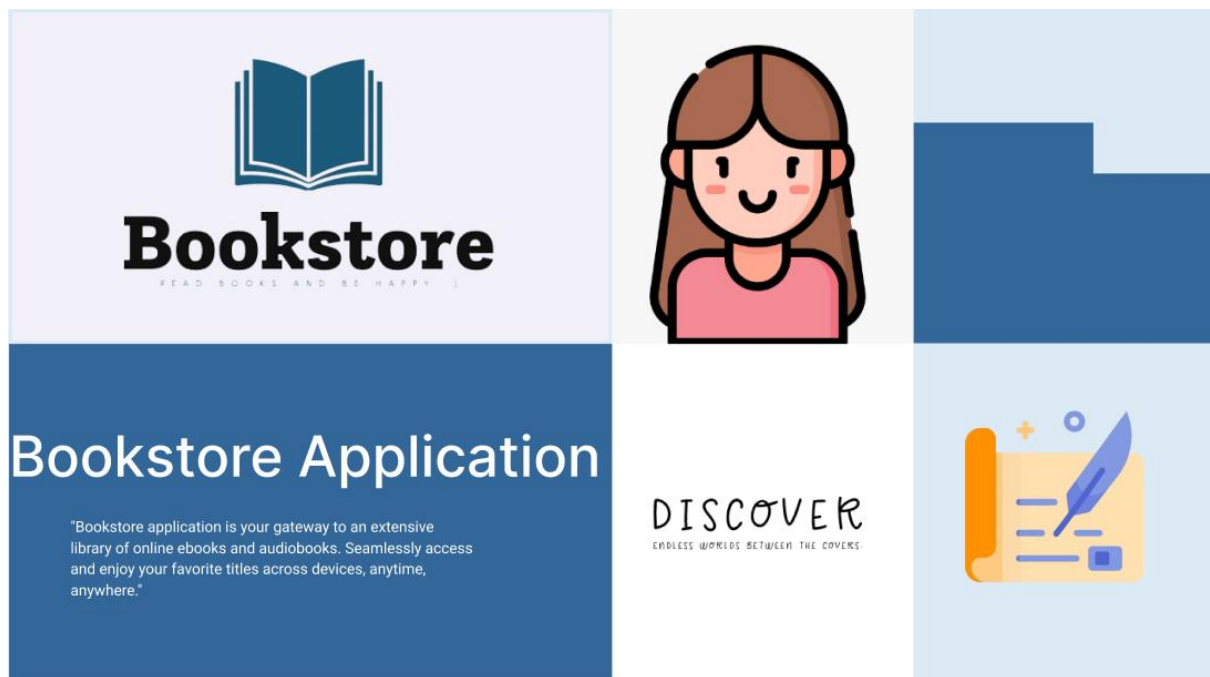 Bookstore
READ BOOKS AND BE HAPPY :)
Bookstore Application
"Bookstore application is your gateway to an extensive
library of online ebooks and audiobooks. Seamlessly access
and enjoy your favorite titles across devices, anytime,
anywhere."
DISCOVER
ENDLESS WORLDS BETWEEN THE COVERS.